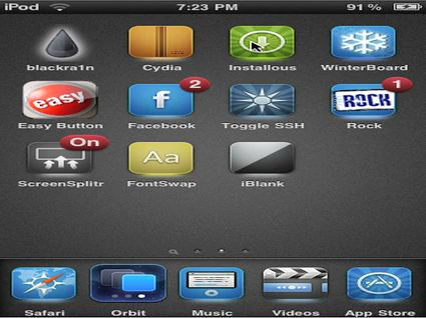 iPod 7:23 PM 91 %
blackra1n Cydia Installous WinterBoard
easy f 2 ROCK 1
Easy Button Facebook Toggle SSH Rock
On Aa
ScreenSplitr FontSwap iBlank
Safari Orbit Music Videos App Store